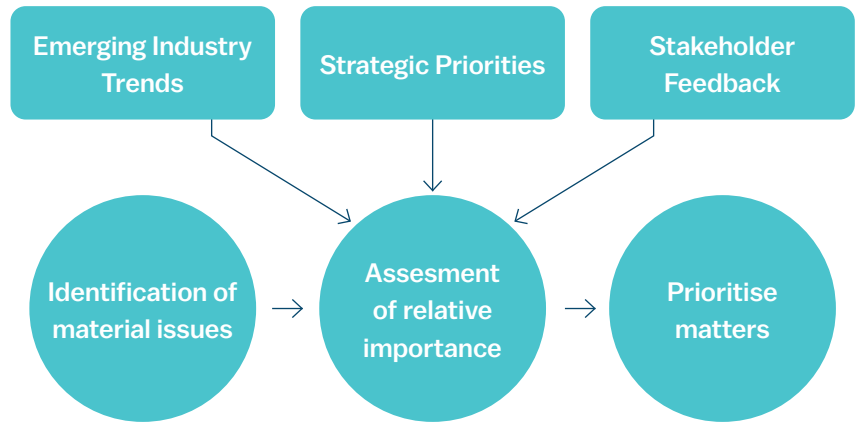 Emerging Industry
Trends
Strategic Priorities
Stakeholder
Feedback
Identification of
material issues
Assesment
of relative
importance
Prioritise
matters